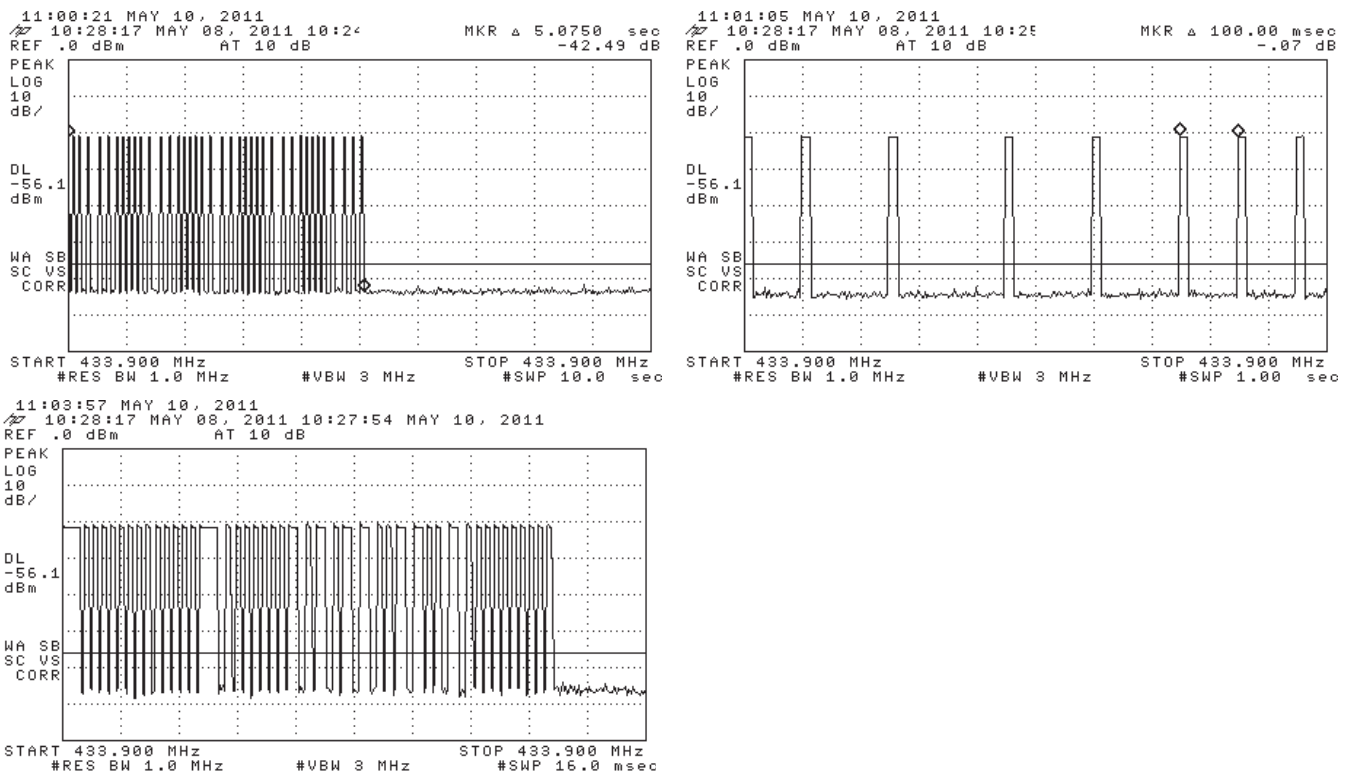 11:00:21 MAY 10, 2011
hp 10:28:17 MAY 08, 2011 10:24
MKR Δ 5.0750 sec
REF .0 dBm AT 10 dB -42.49 dB
PEAK
LOG
10
dB/
DL
-56.1
dBm
WA SB
SC VS
CORR
START 433.900 MHz STOP 433.900 MHz
#RES BW 1.0 MHz #VBW 3 MHz #SWP 10.0 sec
11:01:05 MAY 10, 2011
hp 10:28:17 MAY 08, 2011 10:25
MKR Δ 100.00 msec
REF .0 dBm AT 10 dB -.07 dB
PEAK
LOG
10
dB/
DL
-56.1
dBm
WA SB
SC VS
CORR
START 433.900 MHz STOP 433.900 MHz
#RES BW 1.0 MHz #VBW 3 MHz #SWP 1.00 sec
11:03:57 MAY 10, 2011
hp 10:28:17 MAY 08, 2011 10:27:54 MAY 10, 2011
REF .0 dBm AT 10 dB
PEAK
LOG
10
dB/
DL
-56.1
dBm
WA SB
SC VS
CORR
START 433.900 MHz STOP 433.900 MHz
#RES BW 1.0 MHz #VBW 3 MHz #SWP 16.0 msec